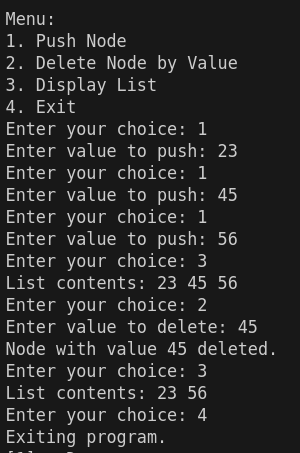 Menu:
1. Push Node
2. Delete Node by Value
3. Display List
4. Exit
Enter your choice: 1
Enter value to push: 23
Enter your choice: 1
Enter value to push: 45
Enter your choice: 1
Enter value to push: 56
Enter your choice: 3
List contents: 23 45 56
Enter your choice: 2
Enter value to delete: 45
Node with value 45 deleted.
Enter your choice: 3
List contents: 23 56
Enter your choice: 4
Exiting program.